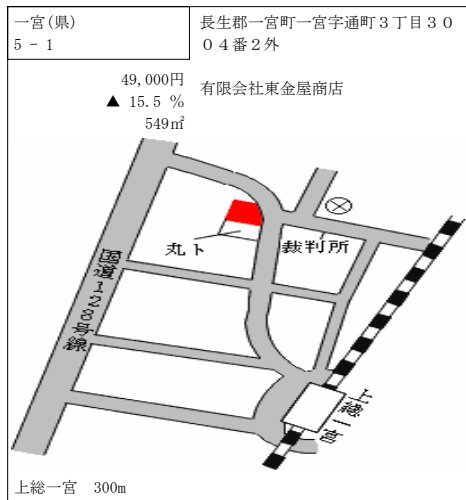 一宮(県)
5 - 1
長生郡一宮町一宮字通町３丁目３０
０４番２外
49,000円
▲ 15.5 %
549㎡
有限会社東金屋商店
丸ト
裁判所
国道128号線
上總一宮
上総一宮 300m